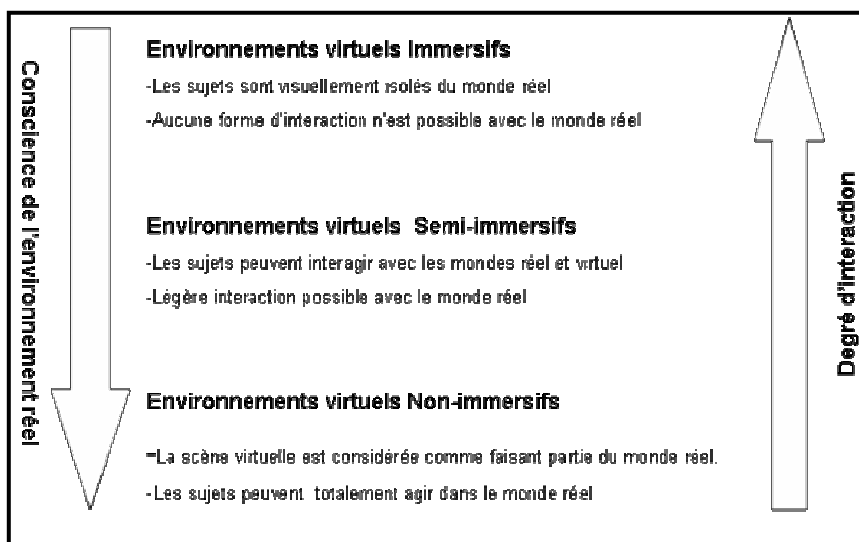 Conscience de l'environnement réel
Environnements virtuels Immersifs
-Les sujets sont visuellement isolés du monde réel
-Aucune forme d'interaction n'est possible avec le monde réel
Environnements virtuels Semi-immersifs
-Les sujets peuvent interagir avec les mondes réel et virtuel
-Légère interaction possible avec le monde réel
Environnements virtuels Non-immersifs
-La scène virtuelle est considérée comme faisant partie du monde réel.
-Les sujets peuvent totalement agir dans le monde réel
Degré d'interaction